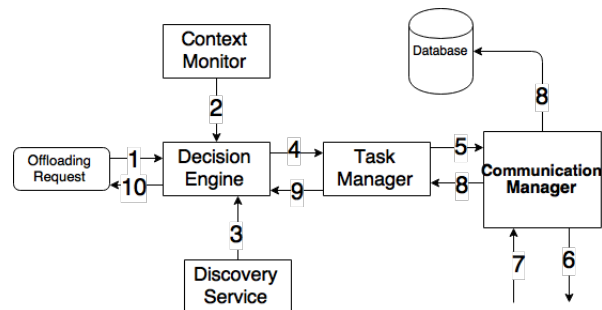 Context
Monitor
Database
2
8
Offloading
Request
1
10
Decision
Engine
4
9
Task
Manager
5
8
Communication
Manager
3
7
6
Discovery
Service